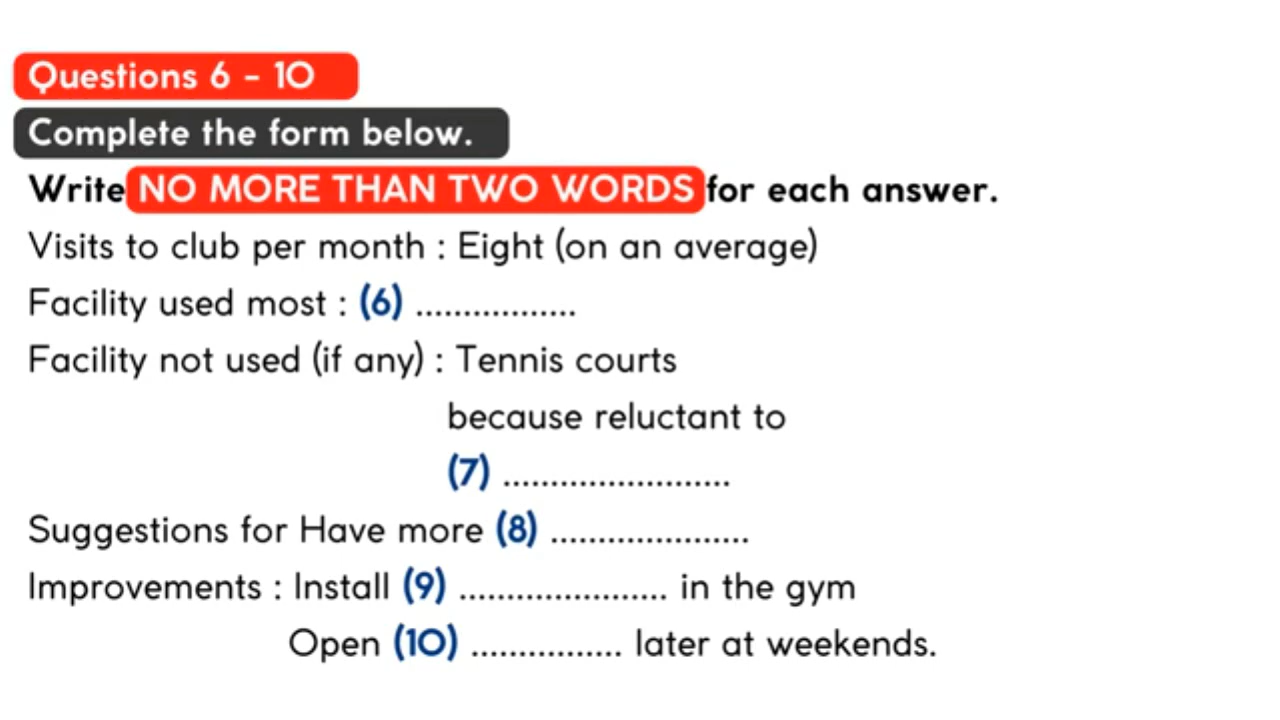 Questions 6 - 10
Complete the form below.
Write NO MORE THAN TWO WORDS for each answer.
Visits to club per month : Eight (on an average)
Facility used most : (6) .................
Facility not used (if any) : Tennis courts
because reluctant to
(7) ........................
Suggestions for Have more (8) .....................
Improvements : Install (9) ...................... in the gym
Open (10) ................ later at weekends.